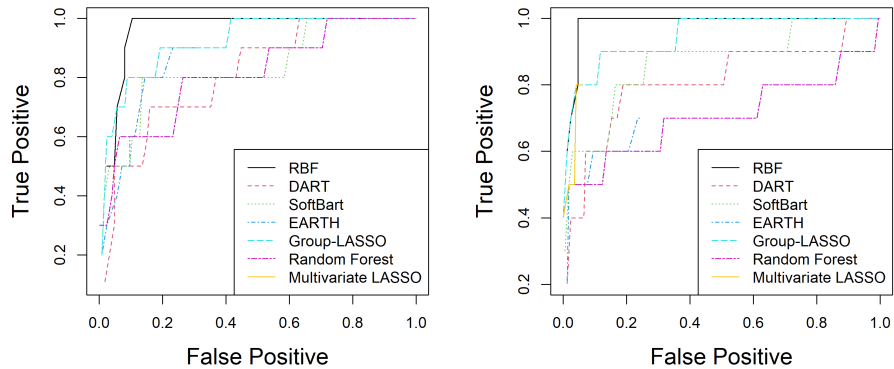 True Positive
0.2 0.4 0.6 0.8 1.0
RBF
DART
SoftBart
EARTH
Group-LASSO
Random Forest
Multivariate LASSO
0.0 0.2 0.4 0.6 0.8 1.0
False Positive
True Positive
0.2 0.4 0.6 0.8 1.0
RBF
DART
SoftBart
EARTH
Group-LASSO
Random Forest
Multivariate LASSO
0.0 0.2 0.4 0.6 0.8 1.0
False Positive